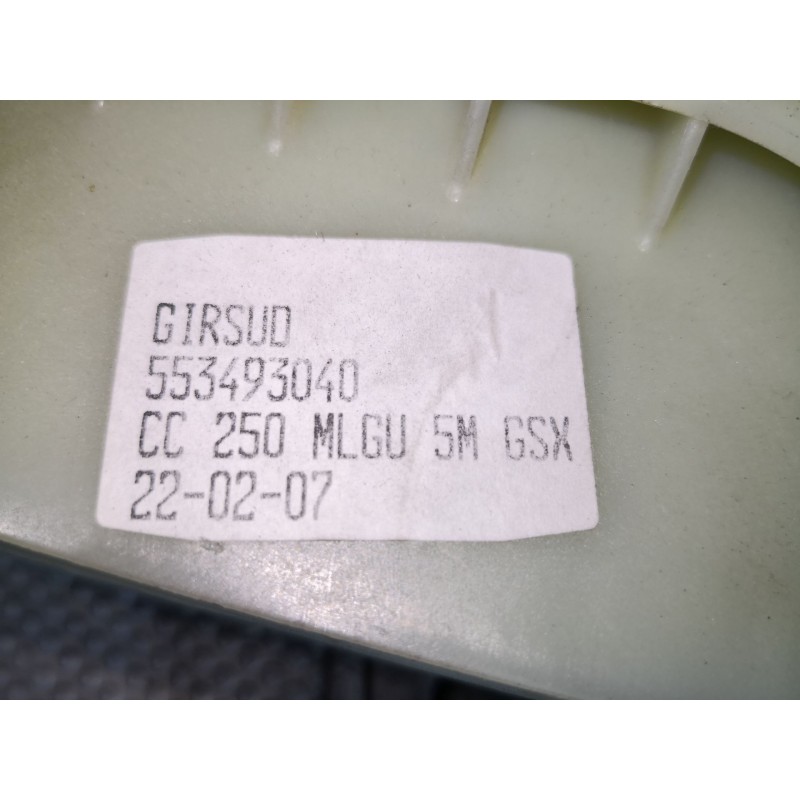 GIRSUD
553493040
CC 250 MLGU 5M GSX
22-02-07